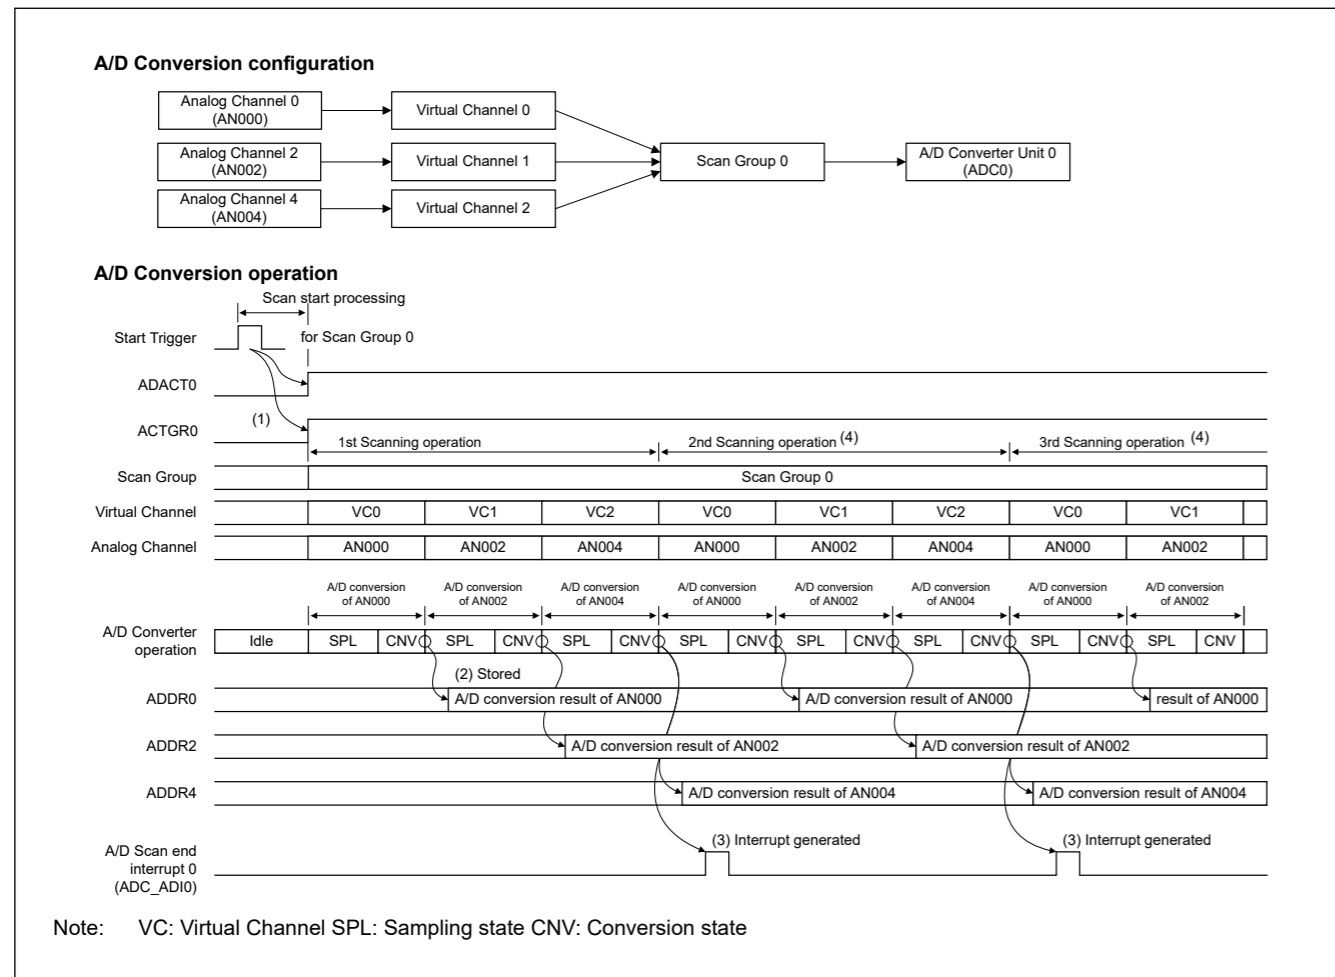 A/D Conversion configuration
Analog Channel 0
(AN000)
Virtual Channel 0
Analog Channel 2
(AN002)
Virtual Channel 1
Scan Group 0
A/D Converter Unit 0
(ADC0)
Analog Channel 4
(AN004)
Virtual Channel 2
A/D Conversion operation
Scan start processing
Start Trigger
for Scan Group 0
ADACT0
(1)
ACTGR0
1st Scanning operation
2nd Scanning operation (4)
3rd Scanning operation (4)
Scan Group
Scan Group 0
Virtual Channel
VC0
VC1
VC2
VC0
VC1
VC2
VC0
VC1
Analog Channel
AN000
AN002
AN004
AN000
AN002
AN004
AN000
AN002
A/D conversion
of AN000
A/D conversion
of AN002
A/D conversion
of AN004
A/D conversion
of AN000
A/D conversion
of AN002
A/D conversion
of AN004
A/D conversion
of AN000
A/D conversion
of AN002
A/D Converter
operation
Idle
SPL
CNV
SPL
CNV
SPL
CNV
SPL
CNV
SPL
CNV
SPL
CNV
SPL
CNV
SPL
CNV
(2) Stored
ADDR0
A/D conversion result of AN000
A/D conversion result of AN000
result of AN000
ADDR2
A/D conversion result of AN002
A/D conversion result of AN002
ADDR4
A/D conversion result of AN004
A/D conversion result of AN004
A/D Scan end
interrupt 0
(ADC_ADI0)
(3) Interrupt generated
(3) Interrupt generated
Note: VC: Virtual Channel SPL: Sampling state CNV: Conversion state